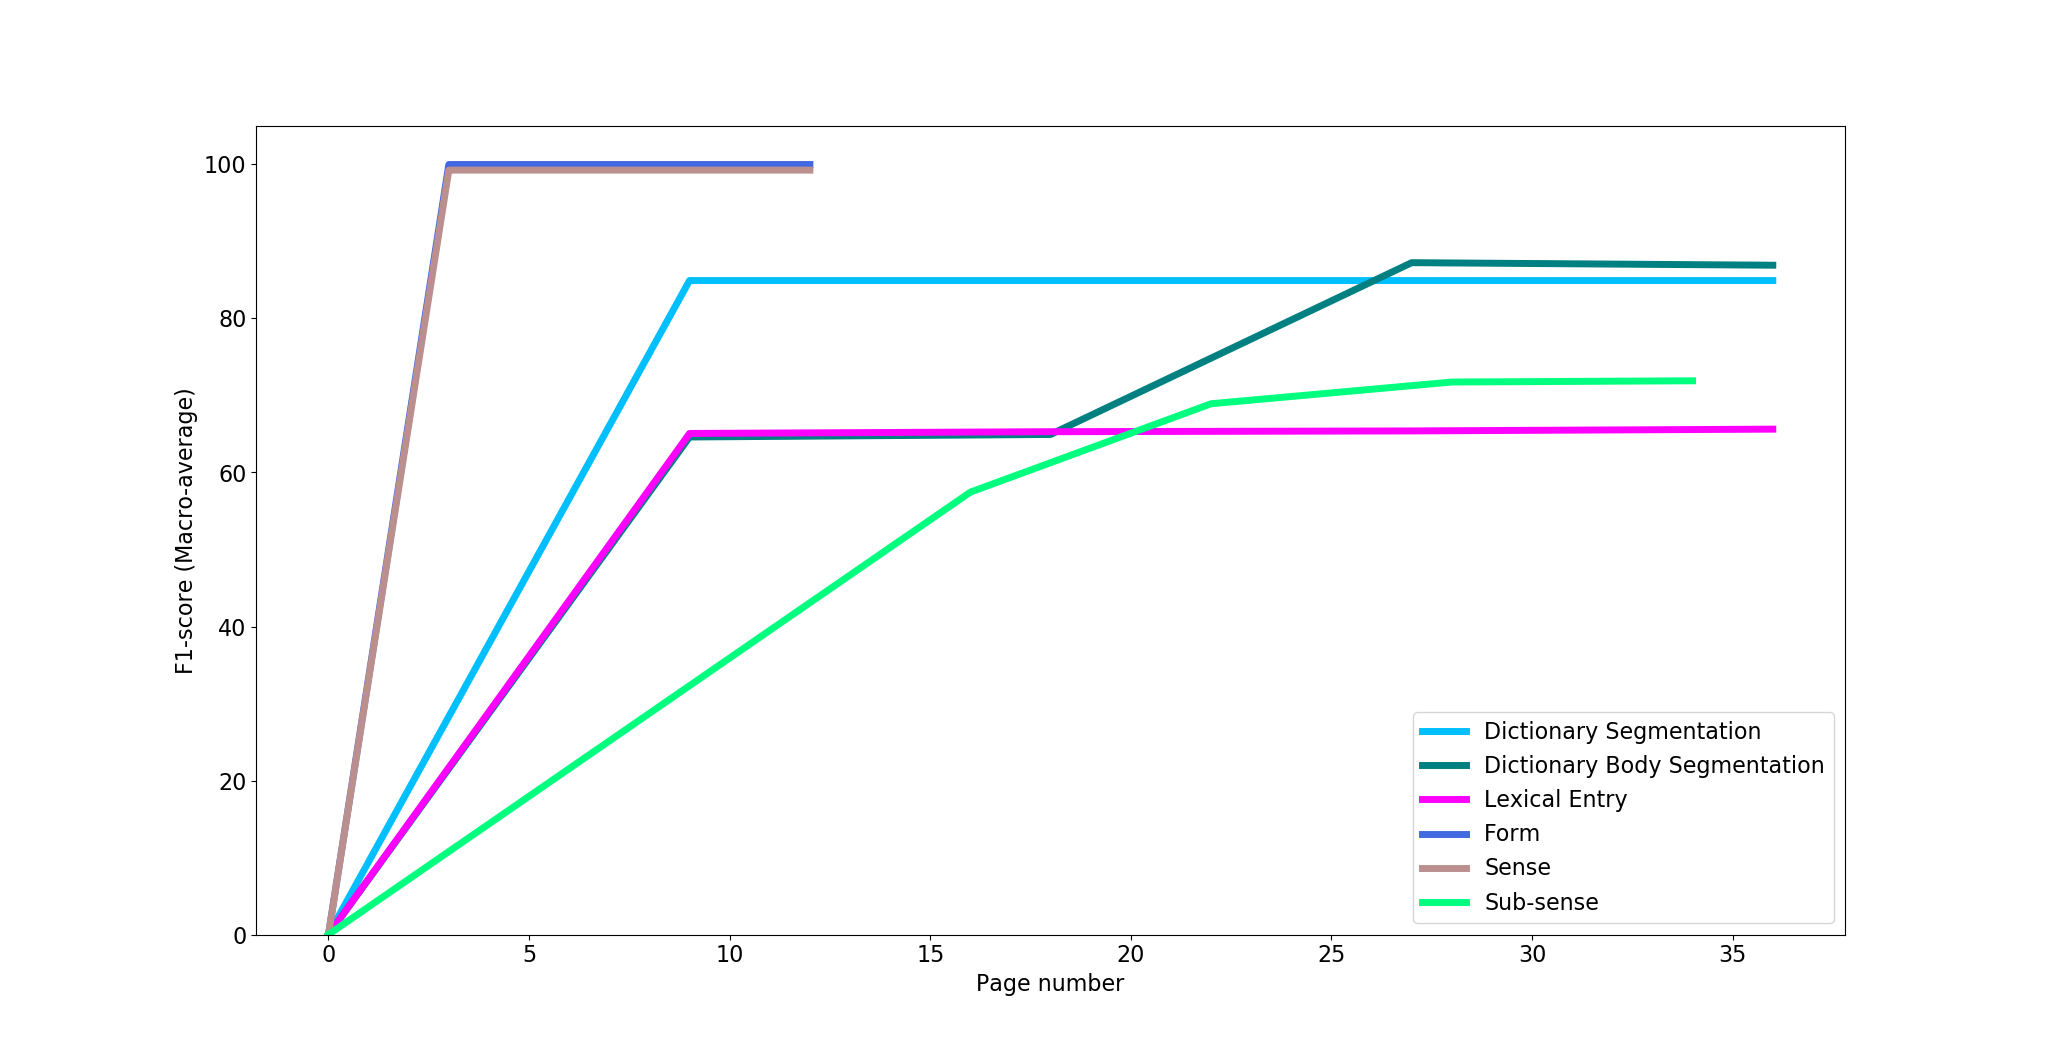 F1-score (Macro-average)
100
80
60
40
20
0
0 5 10 15 20 25 30 35
Page number
Dictionary Segmentation
Dictionary Body Segmentation
Lexical Entry
Form
Sense
Sub-sense